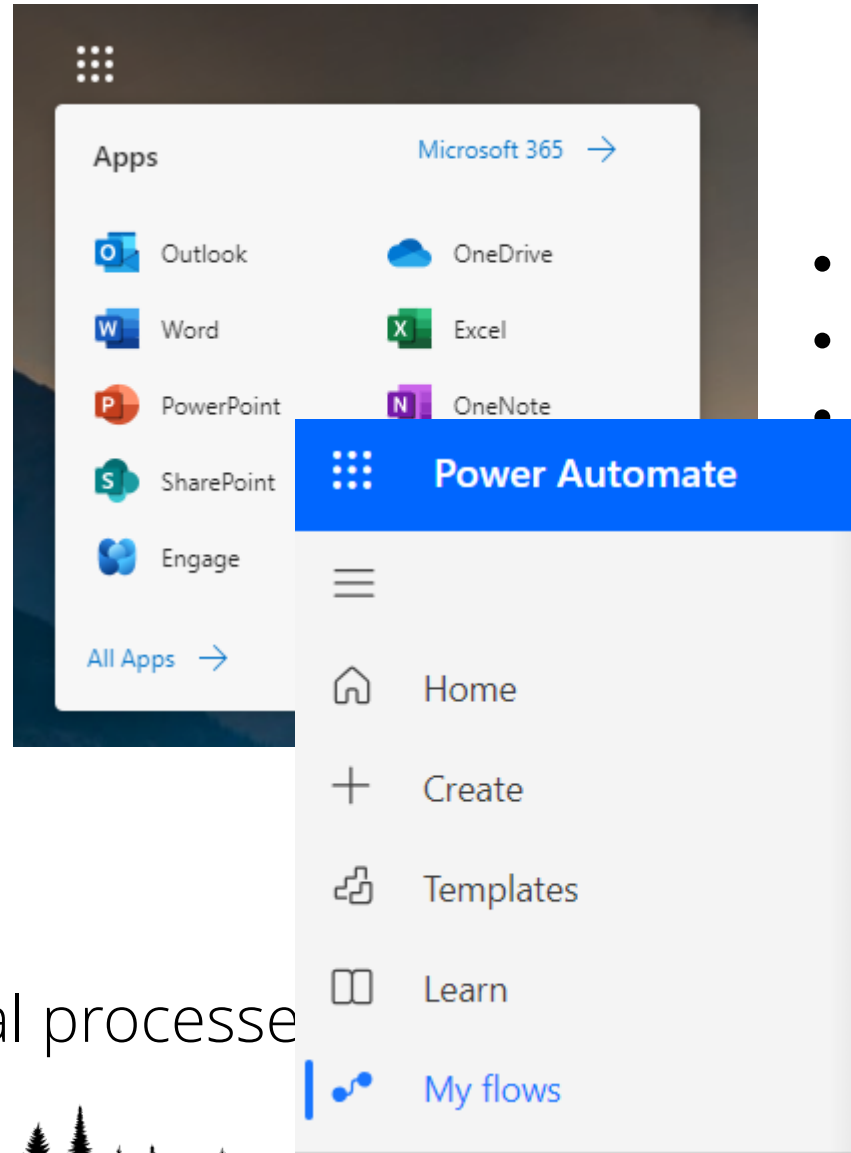 Apps
Microsoft 365
Outlook
OneDrive
Word
Excel
PowerPoint
OneNote
SharePoint
Engage
All Apps
Power Automate
Home
Create
Templates
Learn
My flows
al processe